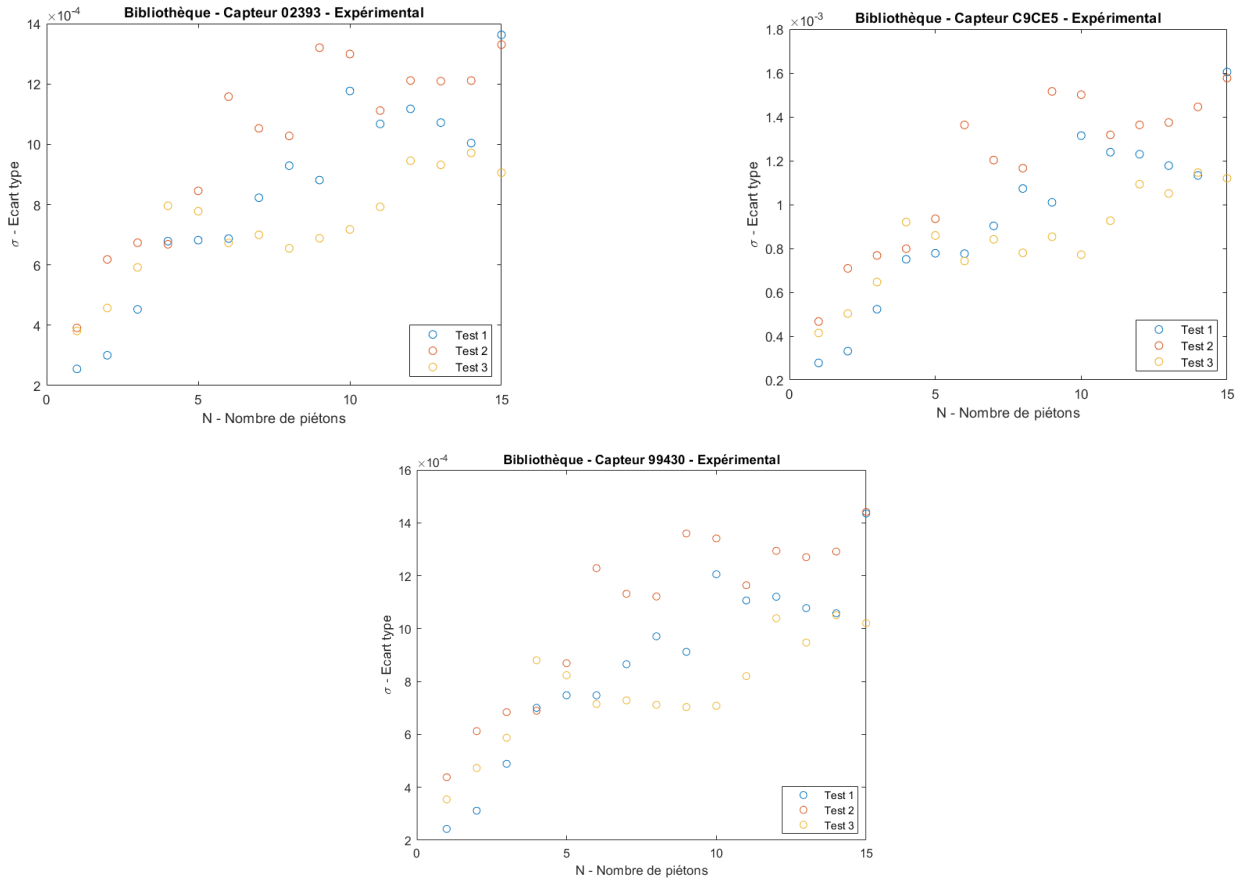 Bibliothèque - Capteur 02393 - Expérimental
×10⁻⁴
14
12
10
8
6
4
2
σ - Ecart type
0
5
10
15
N - Nombre de piétons
Test 1
Test 2
Test 3
Bibliothèque - Capteur C9CE5 - Expérimental
×10⁻³
1.8
1.6
1.4
1.2
1
0.8
0.6
0.4
0.2
σ - Ecart type
0
5
10
15
N - Nombre de piétons
Test 1
Test 2
Test 3
Bibliothèque - Capteur 99430 - Expérimental
×10⁻⁴
16
14
12
10
8
6
4
2
σ - Ecart type
0
5
10
15
N - Nombre de piétons
Test 1
Test 2
Test 3